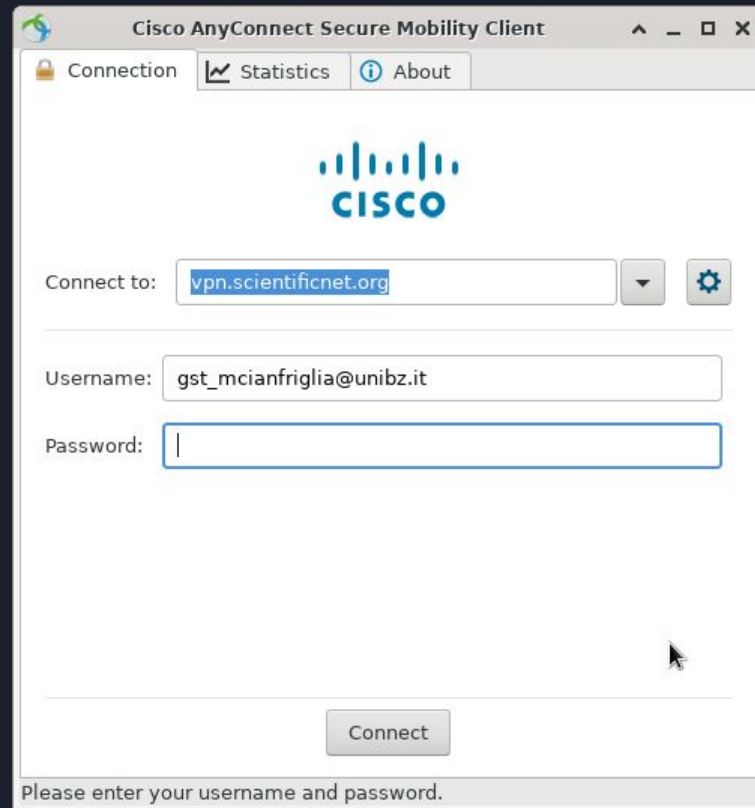 Cisco AnyConnect Secure Mobility Client
Connection Statistics About
CISCO
Connect to: vpn.scientificnet.org
Username: gst_mcianfriglia@unibz.it
Password:
Connect
Please enter your username and password.